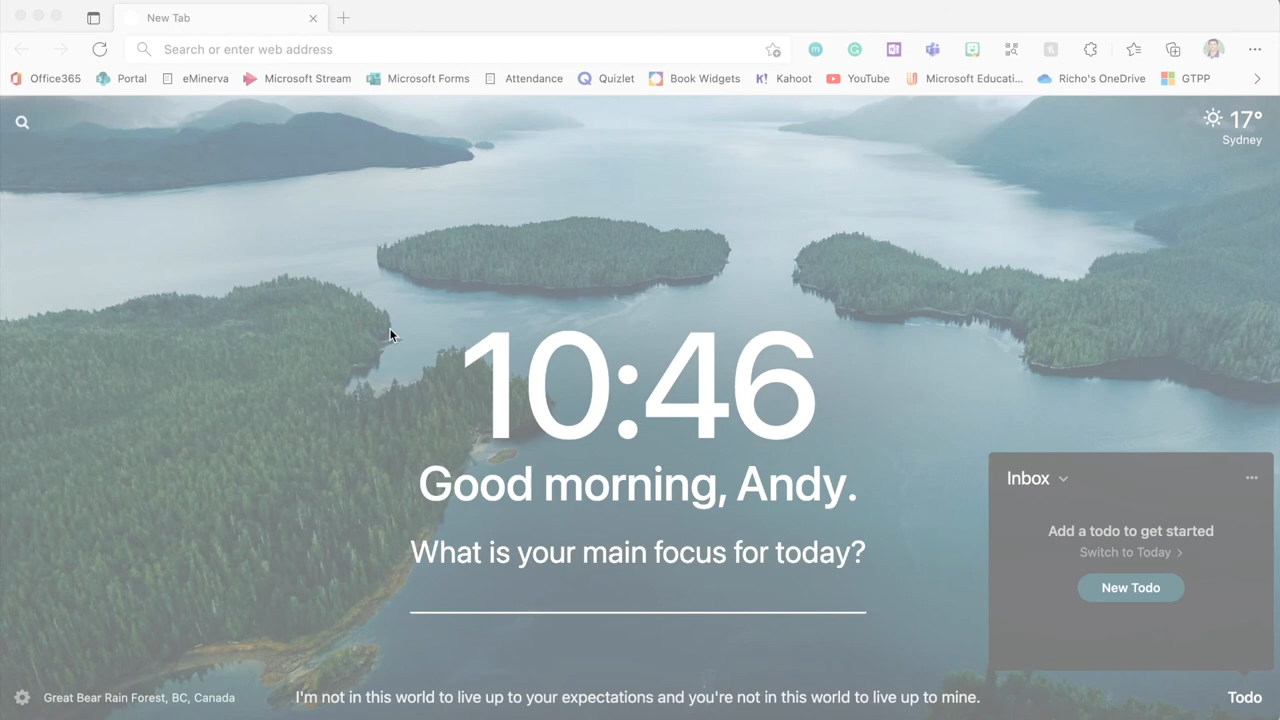 New Tab
Search or enter web address
Office365 Portal eMinerva Microsoft Stream Microsoft Forms Attendance Quizlet Book Widgets K! Kahoot YouTube Microsoft Educati... Richo's OneDrive GTPP
17°
Sydney
10:46
Good morning, Andy.
What is your main focus for today?
Inbox
Add a todo to get started
Switch to Today
New Todo
Great Bear Rain Forest, BC, Canada
I'm not in this world to live up to your expectations and you're not in this world to live up to mine.
Todo